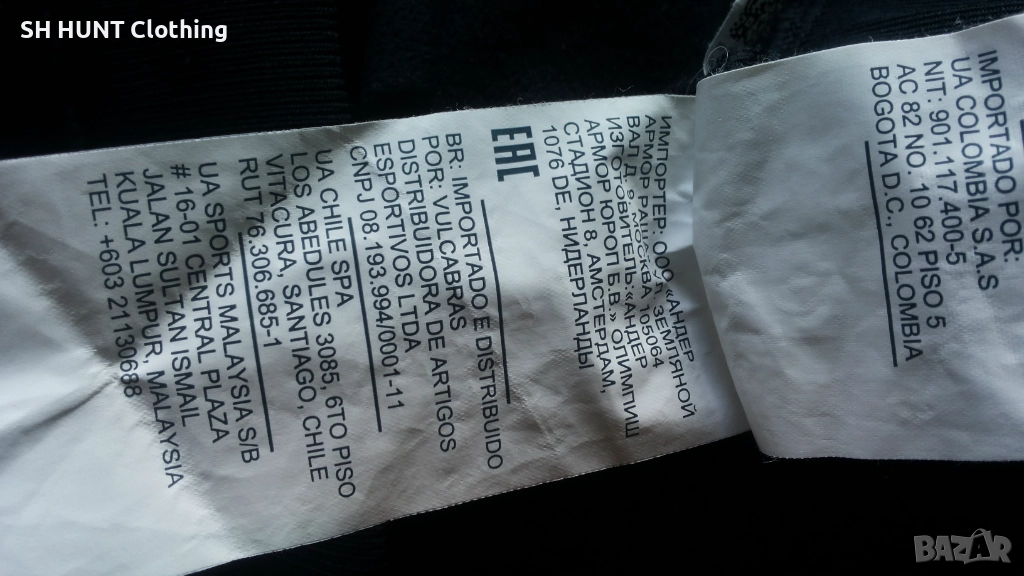 SH HUNT Clothing
IMPORTADO POR:
UA COLOMBIA S.A.S
NIT: 901.117.400-5
AC 82 NO. 10 62 PISO 5
BOGOTA D.C., COLOMBIA
ИМПОРТЕР: ООО «АНДЕР
АРМОР РАШ», ЗЕМЛЯНОЙ
ВАЛ Д. 9, МОСКВА 105064
ИЗГОТОВИТЕЛЬ: «АНДЕР
АРМОР ЮРОП Б.В.» ОЛИМПИШ
СТАДИОН 8, АМСТЕРДАМ,
1076 DE, НИДЕРЛАНДЫ
EAC
BR: IMPORTADO E DISTRIBUIDO
POR: VULCABRAS
DISTRIBUIDORA DE ARTIGOS
ESPORTIVOS LTDA
CNPJ 08.193.994/0001-11
UA CHILE SPA
LOS ABEDULES 3085, 6TO PISO
VITACURA, SANTIAGO, CHILE
RUT 76.306.685-1
UA SPORTS MALAYSIA S/B
# 16-01 CENTRAL PLAZA
JALAN SULTAN ISMAIL
KUALA LUMPUR, MALAYSIA
TEL: +603 21130688
BAZAR